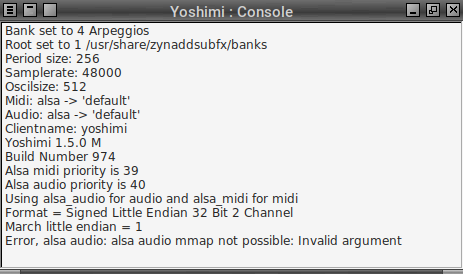 Yoshimi : Console
Bank set to 4 Arpeggios
Root set to 1 /usr/share/zynaddsubfx/banks
Period size: 256
Samplerate: 48000
Oscilsize: 512
Midi: alsa -> 'default'
Audio: alsa -> 'default'
Clientname: yoshimi
Yoshimi 1.5.0 M
Build Number 974
Alsa midi priority is 39
Alsa audio priority is 40
Using alsa_audio for audio and alsa_midi for midi
Format = Signed Little Endian 32 Bit 2 Channel
March little endian = 1
Error, alsa audio: alsa audio mmap not possible: Invalid argument